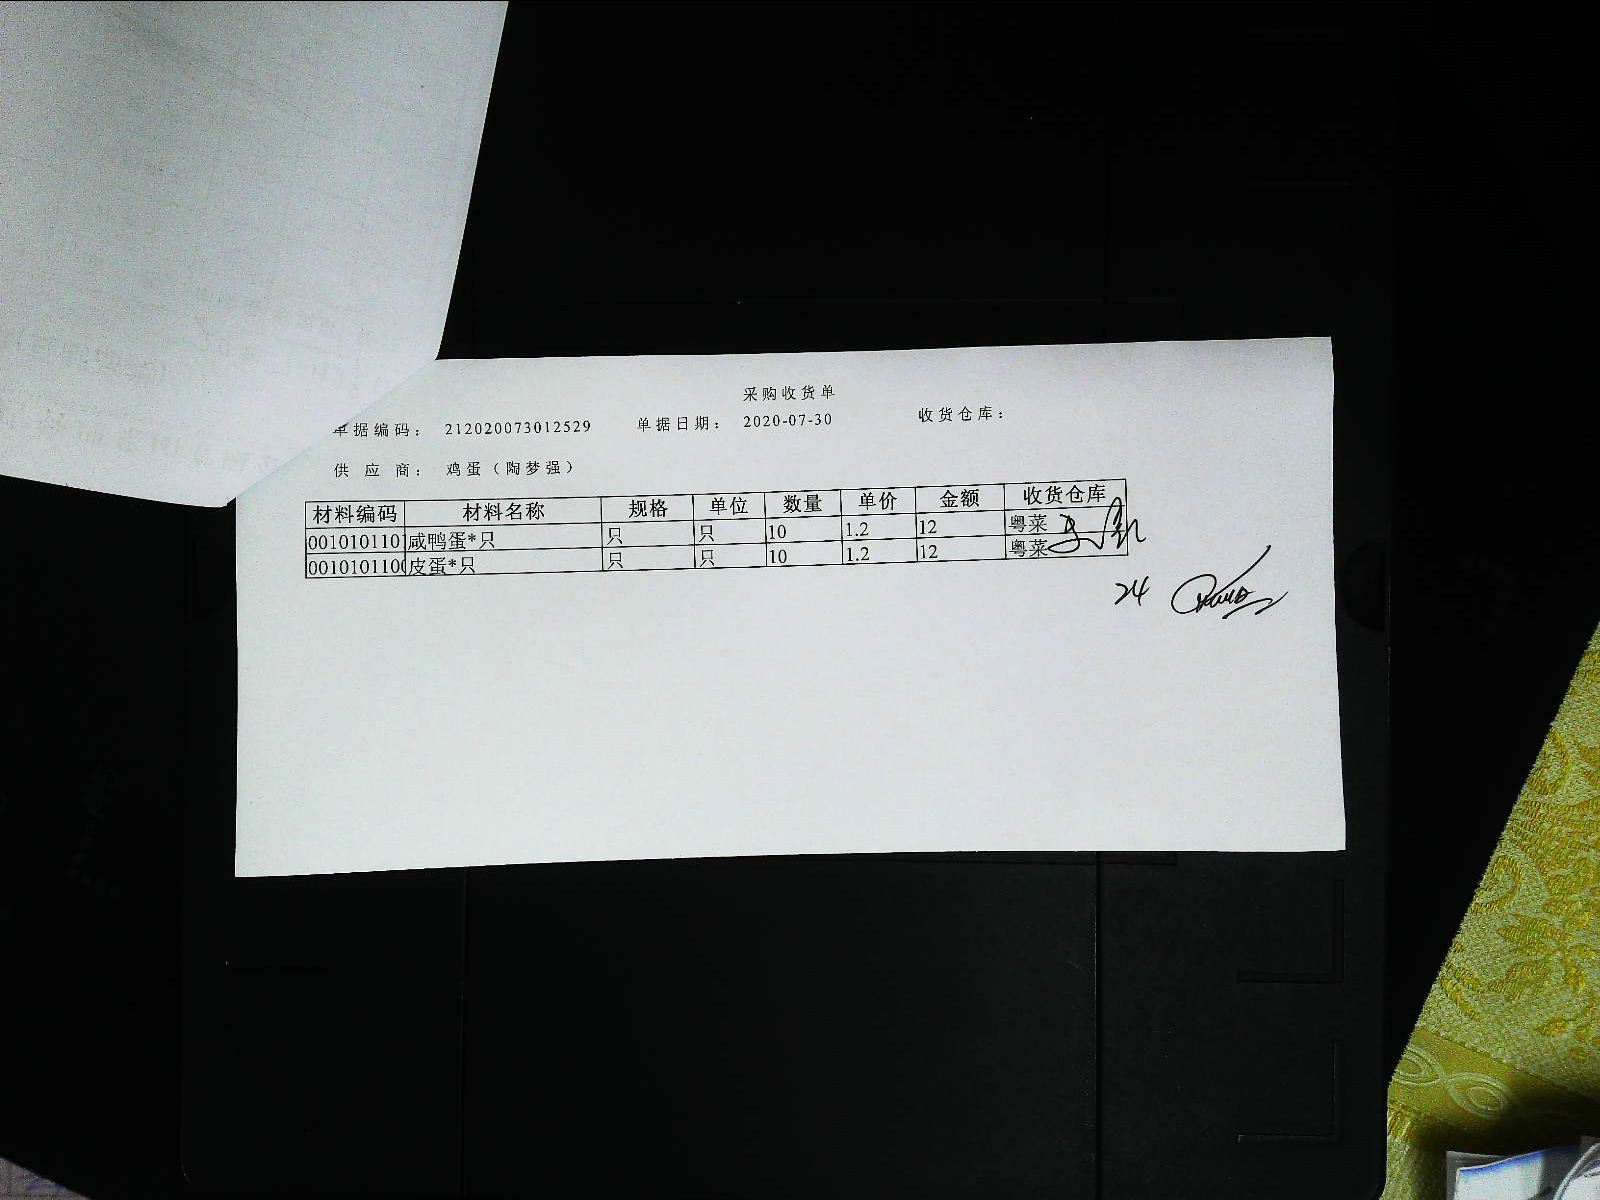 采购收货单
单据编码： 212020073012529 单据日期： 2020-07-30 收货仓库：
供应商： 鸡蛋（陶梦强）
材料编码 材料名称 规格 单位 数量 单价 金额 收货仓库
001010110 咸鸭蛋*只 只 只 10 1.2 12 粤菜
0010101100 皮蛋*只 只 只 10 1.2 12 粤菜
24